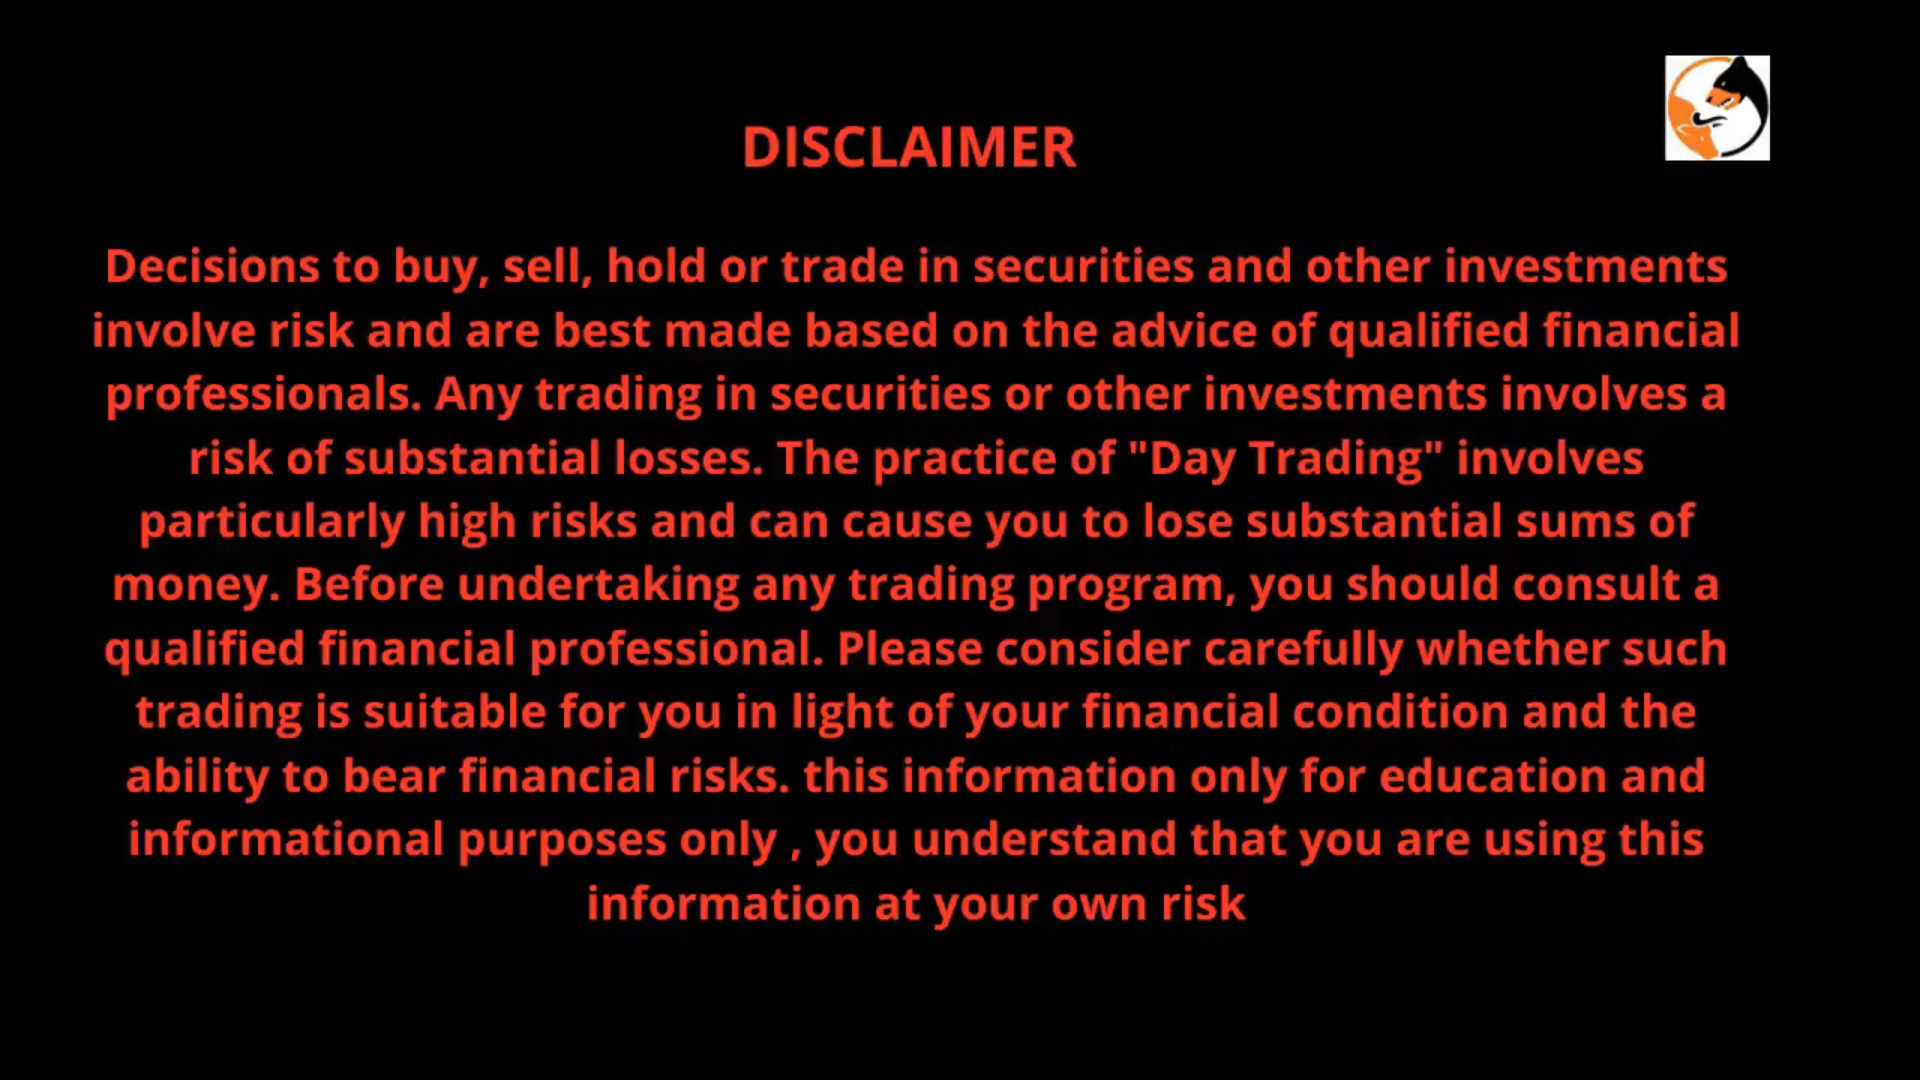 DISCLAIMER
Decisions to buy, sell, hold or trade in securities and other investments
involve risk and are best made based on the advice of qualified financial
professionals. Any trading in securities or other investments involves a
risk of substantial losses. The practice of "Day Trading" involves
particularly high risks and can cause you to lose substantial sums of
money. Before undertaking any trading program, you should consult a
qualified financial professional. Please consider carefully whether such
trading is suitable for you in light of your financial condition and the
ability to bear financial risks. this information only for education and
informational purposes only , you understand that you are using this
information at your own risk